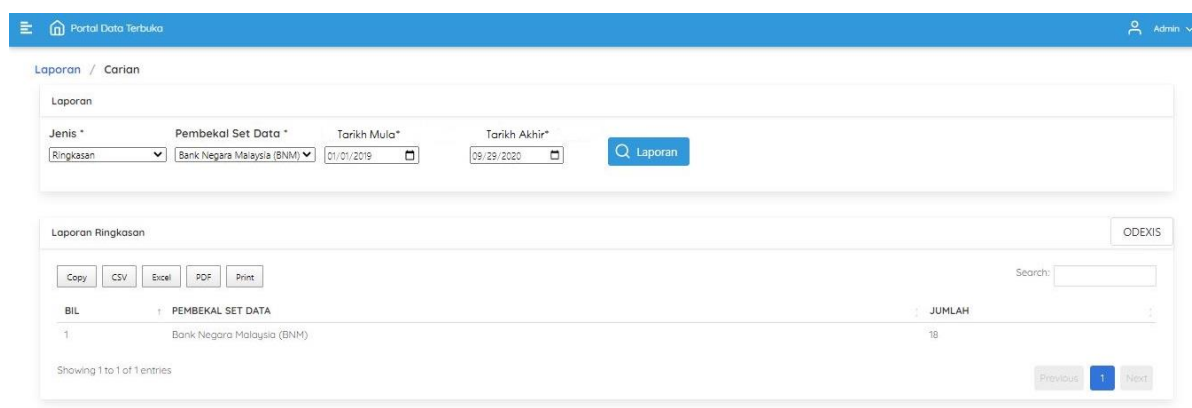 Portal Data Terbuka Admin
Laporan / Carian
Laporan
Jenis * Pembekal Set Data * Tarikh Mula* Tarikh Akhir*
Ringkasan Bank Negara Malaysia (BNM) 01/01/2019 09/29/2020 Laporan
Laporan Ringkasan ODEXIS
Copy CSV Excel PDF Print Search:
BIL PEMBEKAL SET DATA JUMLAH
1 Bank Negara Malaysia (BNM) 18
Showing 1 to 1 of 1 entries
Previous 1 Next